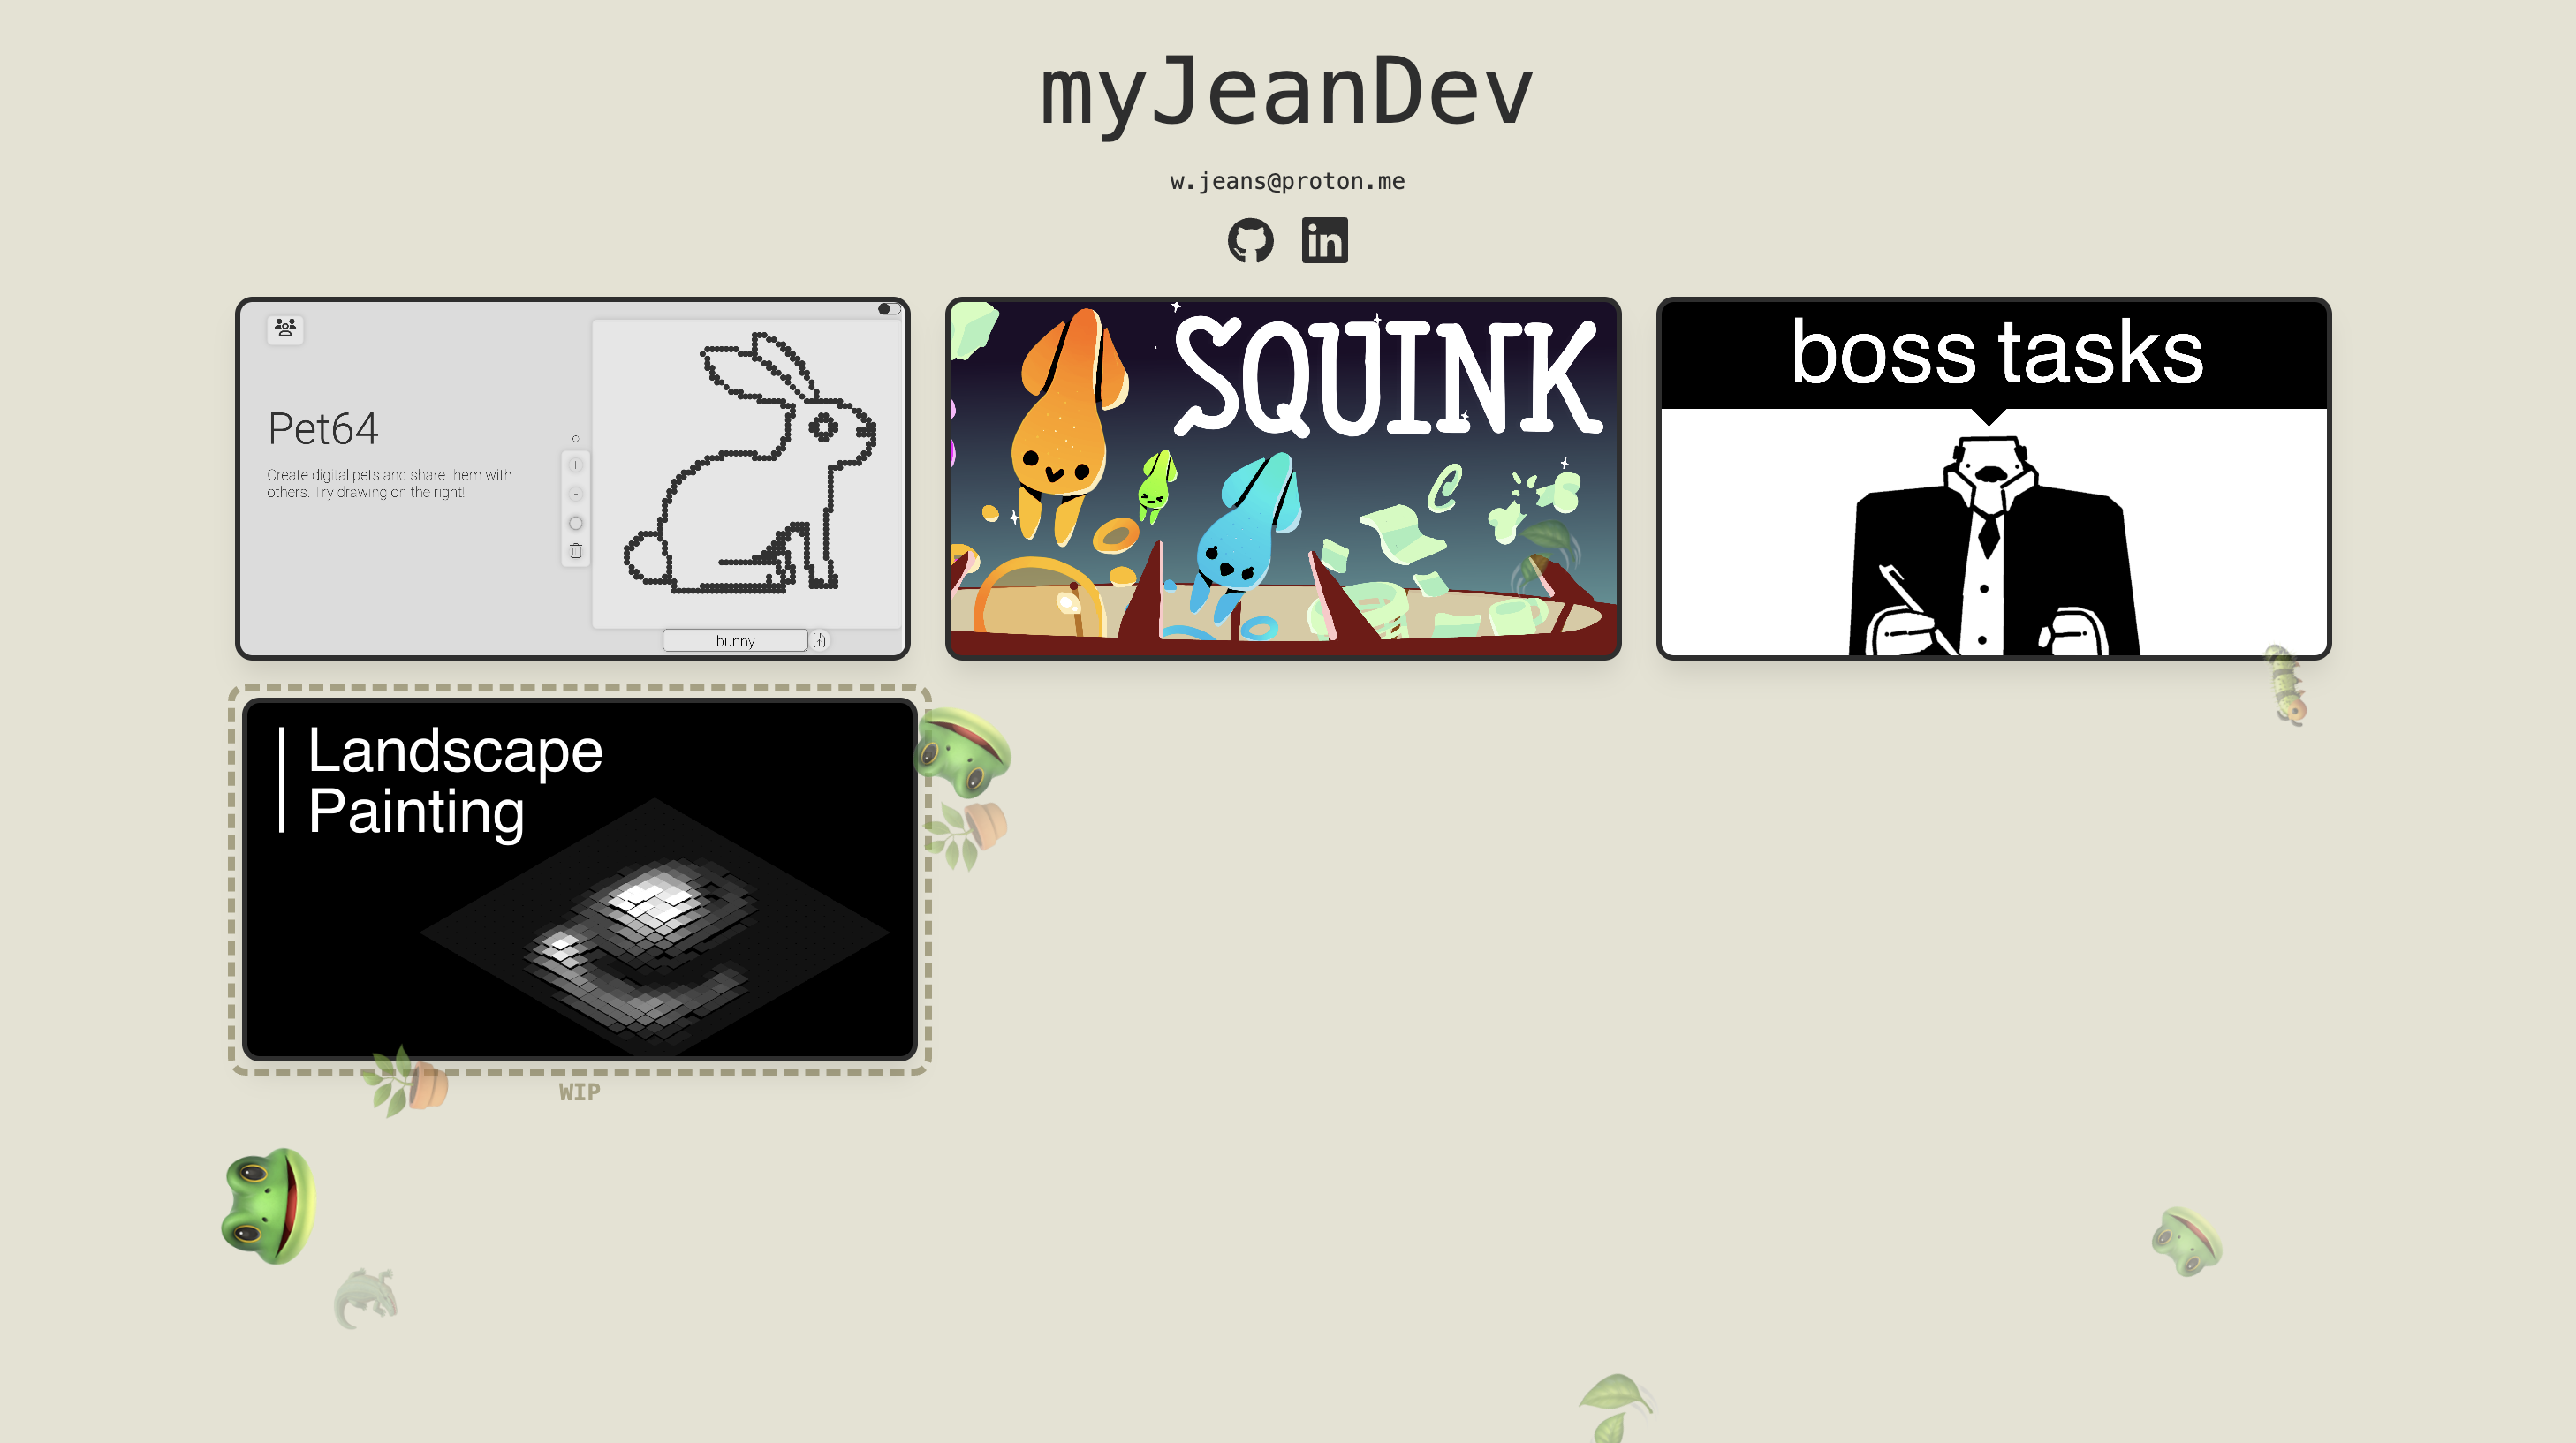 myJeanDev
w.jeans@proton.me
in
Pet64
Create digital pets and share them with
others. Try drawing on the right!
bunny
SQUINK
boss tasks
Landscape
Painting
WIP